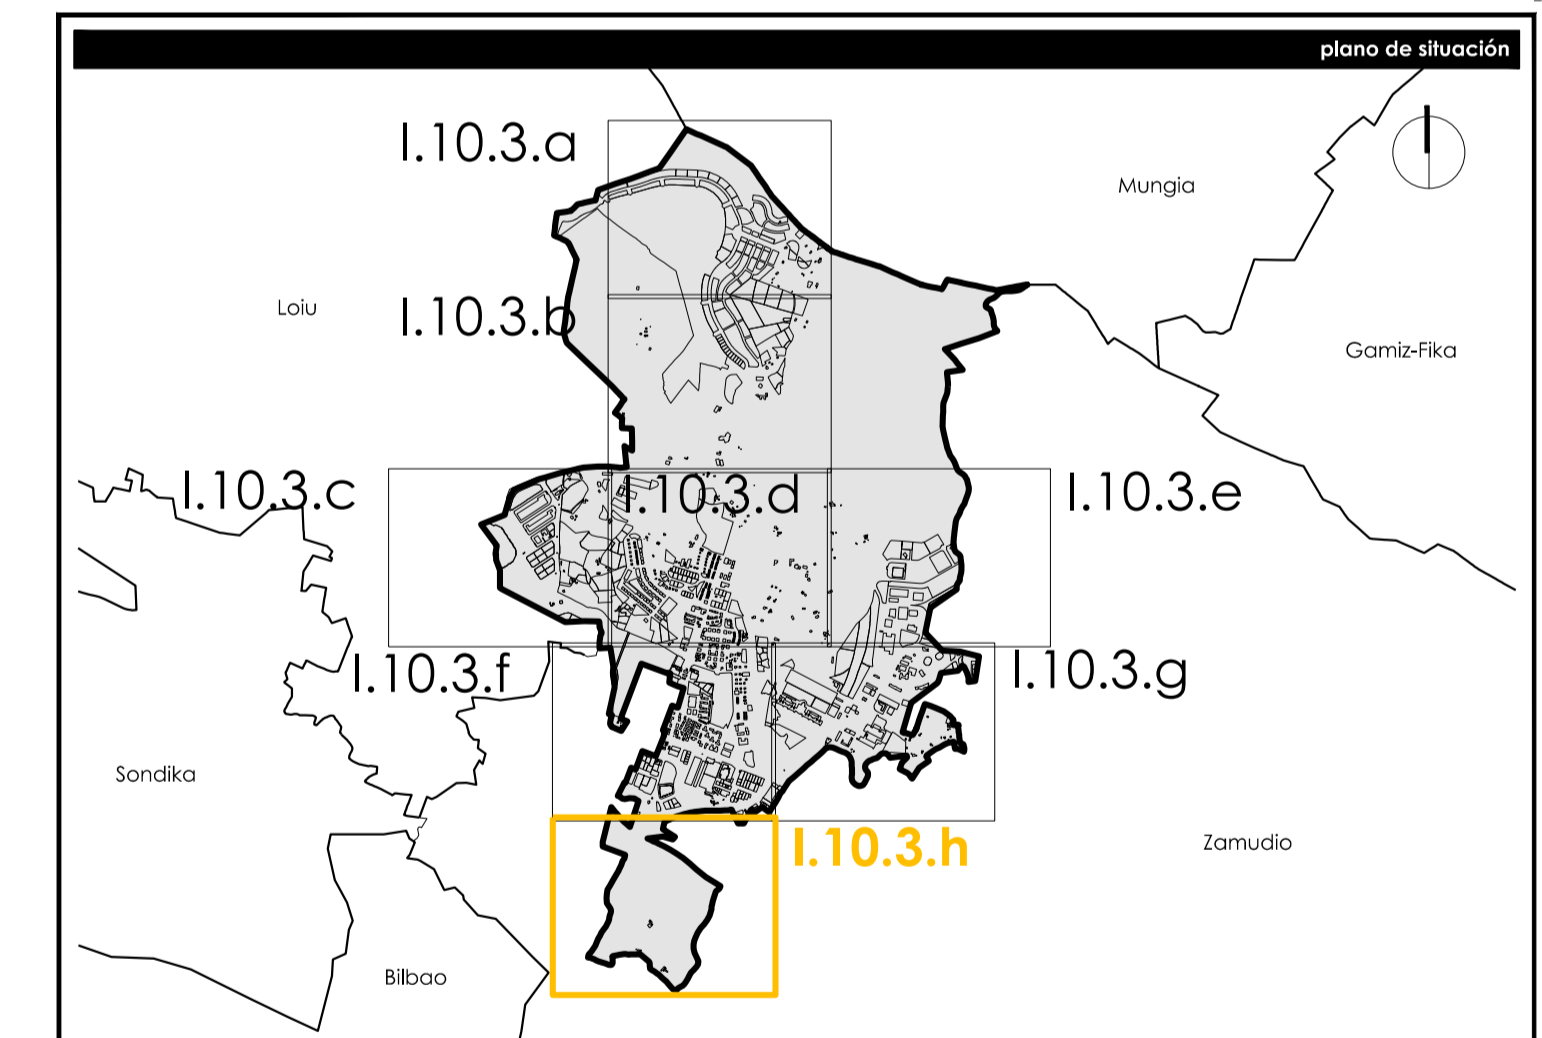 plano de situación
I.10.3.a
Mungia
Loiu
I.10.3.b
Gamiz-Fika
I.10.3.c
I.10.3.d
I.10.3.e
I.10.3.f
I.10.3.g
Sondika
Zamudio
I.10.3.h
Bilbao